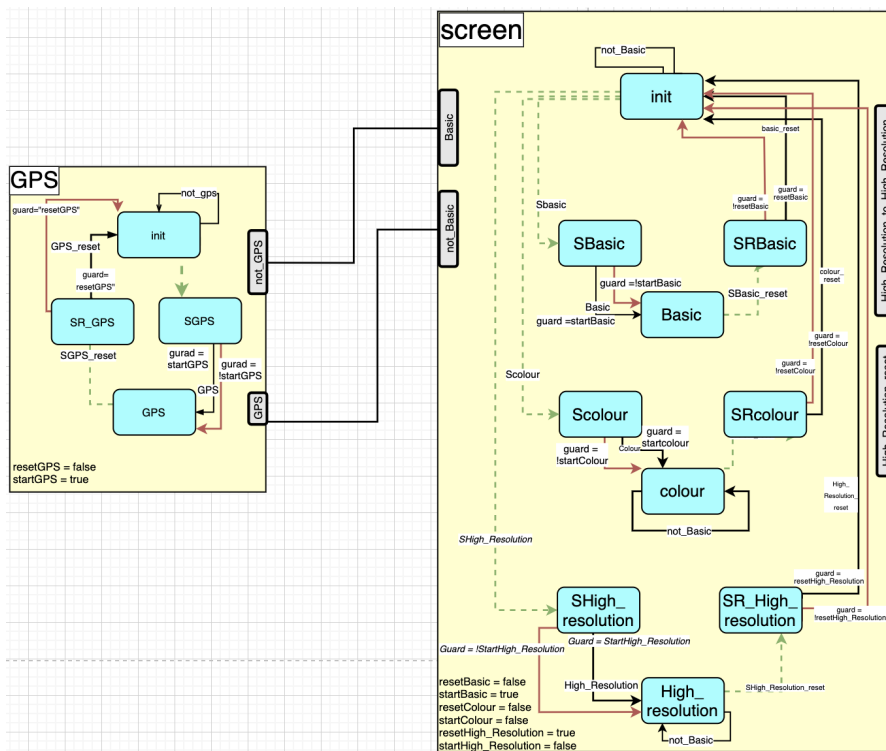 screen
not_Basic
init
Basic
basic_reset
GPS
not_gps
guard="resetGPS"
init
GPS_reset
guard=
resetGPS"
not_GPS
not_Basic
Sbasic
guard =
!resetBasic
guard =
resetBasic
SBasic
SRBasic
colour_
reset
High_Resolution_to_High_Resolution
guard =!startBasic
Basic
guard =startBasic
SBasic_reset
Basic
SR_GPS
SGPS
SGPS_reset
gurad =
startGPS
gurad =
!startGPS
GPS
GPS
GPS
guard =
!resetColour
guard =
!resetColour
Scolour
Scolour
SRcolour
guard =
startcolour
Colour
guard =
!startColour
colour
not_Basic
High_Resolution_reset
resetGPS = false
startGPS = true
High_
Resolution_
reset
SHigh_Resolution
guard =
resetHigh_Resolution
SHigh_
resolution
SR_High_
resolution
guard =
!resetHigh_Resolution
Guard = StartHigh_Resolution
Guard = !StartHigh_Resolution
High_Resolution
High_
resolution
SHigh_Resolution_reset
not_Basic
resetBasic = false
startBasic = true
resetColour = false
startColour = false
resetHigh_Resolution = true
startHigh_Resolution = false